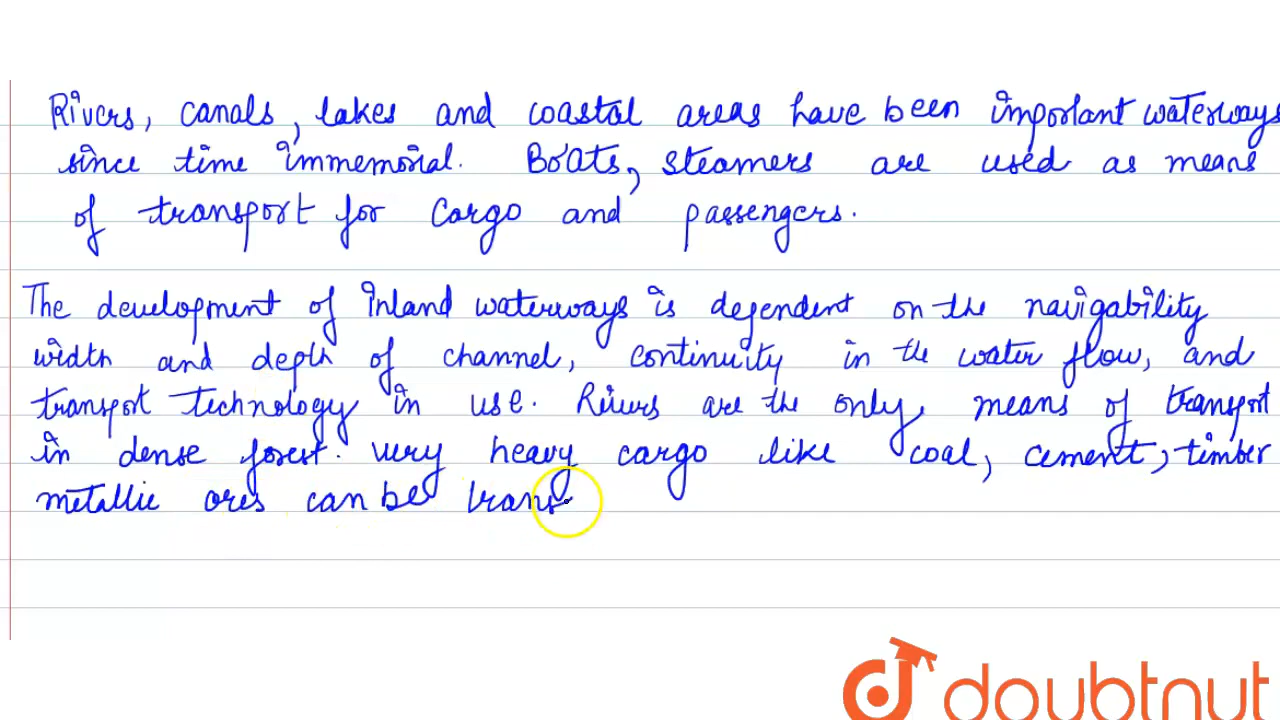 Rivers, canals, lakes and coastal areas have been important waterways
since time immemorial. Boats, steamers are used as means
of transport for cargo and passengers.
The development of inland waterways is dependent on the navigability
width and depth of channel, continuity in the water flow, and
transport technology in use. Rivers are the only means of transport
in dense forest. very heavy cargo like coal, cement, timber
metallic ores can be trans
doubtnut